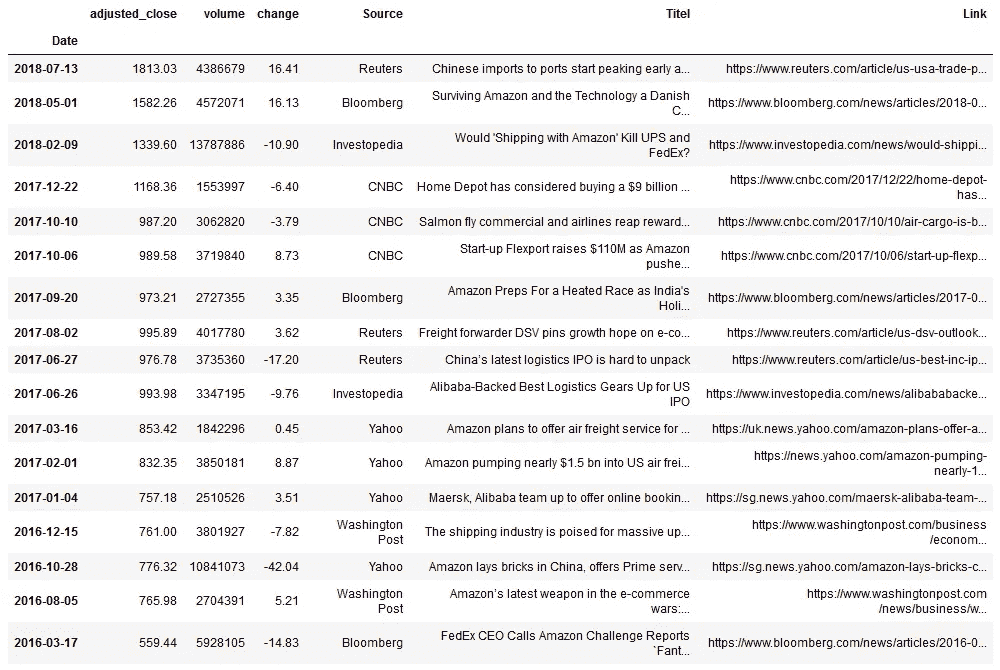 adjusted_close volume change Source Titel Link
Date
2018-07-13 1813.03 4386679 16.41 Reuters Chinese imports to ports start peaking early a... https://www.reuters.com/article/us-usa-trade-p...
2018-05-01 1582.26 4572071 16.13 Bloomberg Surviving Amazon and the Technology a Danish C... https://www.bloomberg.com/news/articles/2018-0...
2018-02-09 1339.60 13787886 -10.90 Investopedia Would 'Shipping with Amazon' Kill UPS and FedEx? https://www.investopedia.com/news/would-shippi...
2017-12-22 1168.36 1553997 -6.40 CNBC Home Depot has considered buying a $9 billion ... https://www.cnbc.com/2017/12/22/home-depot-has...
2017-10-10 987.20 3062820 -3.79 CNBC Salmon fly commercial and airlines reap reward... https://www.cnbc.com/2017/10/10/air-cargo-is-b...
2017-10-06 989.58 3719840 8.73 CNBC Start-up Flexport raises $110M as Amazon pushe... https://www.cnbc.com/2017/10/06/start-up-flexp...
2017-09-20 973.21 2727355 3.35 Bloomberg Amazon Preps For a Heated Race as India's Holi... https://www.bloomberg.com/news/articles/2017-0...
2017-08-02 995.89 4017780 3.62 Reuters Freight forwarder DSV pins growth hope on e-co... https://www.reuters.com/article/us-dsv-outlook...
2017-06-27 976.78 3735360 -17.20 Reuters China's latest logistics IPO is hard to unpack https://www.reuters.com/article/us-best-inc-ip...
2017-06-26 993.98 3347195 -9.76 Investopedia Alibaba-Backed Best Logistics Gears Up for US IPO https://www.investopedia.com/news/alibababacke...
2017-03-16 853.42 1842296 0.45 Yahoo Amazon plans to offer air freight service for ... https://uk.news.yahoo.com/amazon-plans-offer-a...
2017-02-01 832.35 3850181 8.87 Yahoo Amazon pumping nearly $1.5 bn into US air frei... https://news.yahoo.com/amazon-pumping-nearly-1...
2017-01-04 757.18 2510526 3.51 Yahoo Maersk, Alibaba team up to offer online bookin... https://sg.news.yahoo.com/maersk-alibaba-team-...
2016-12-15 761.00 3801927 -7.82 Washington Post The shipping industry is poised for massive up... https://www.washingtonpost.com/business/econom...
2016-10-28 776.32 10841073 -42.04 Yahoo Amazon lays bricks in China, offers Prime serv... https://sg.news.yahoo.com/amazon-lays-bricks-c...
2016-08-05 765.98 2704391 5.21 Washington Post Amazon's latest weapon in the e-commerce wars:... https://www.washingtonpost.com/news/business/w...
2016-03-17 559.44 5928105 -14.83 Bloomberg FedEx CEO Calls Amazon Challenge Reports `Fant... https://www.bloomberg.com/news/articles/2016-0...